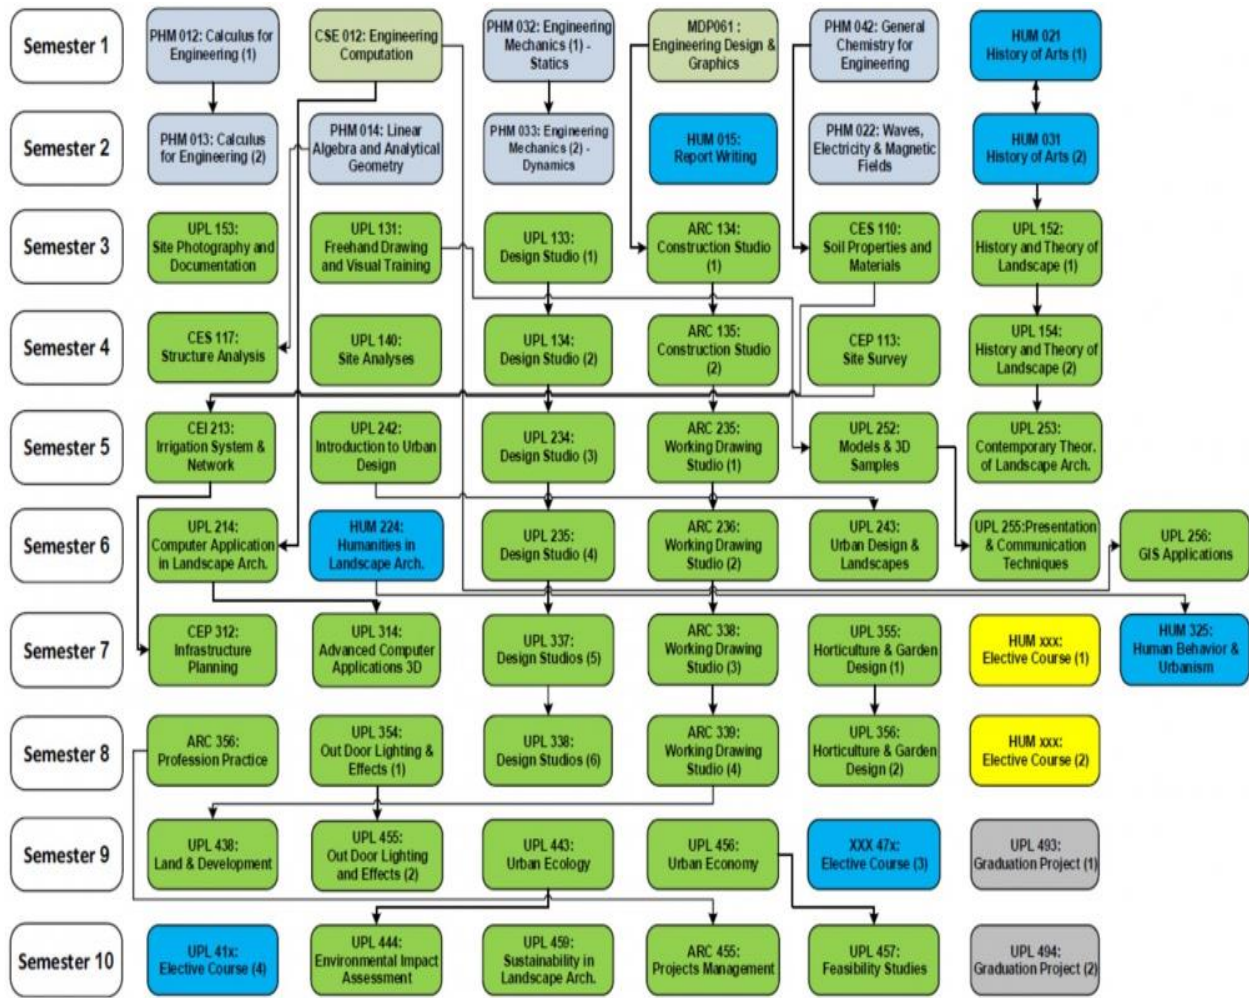 Semester 1
PHM 012: Calculus for
Engineering (1)
CSE 012: Engineering
Computation
PHM 032: Engineering
Mechanics (1) -
Statics
MDP061 :
Engineering Design &
Graphics
PHM 042: General
Chemistry for
Engineering
HUM 021
History of Arts (1)
Semester 2
PHM 013: Calculus
for Engineering (2)
PHM 014: Linear
Algebra and Analytical
Geometry
PHM 033: Engineering
Mechanics (2) -
Dynamics
HUM 015:
Report Writing
PHM 022: Waves,
Electricity & Magnetic
Fields
HUM 031
History of Arts (2)
Semester 3
UPL 153:
Site Photography and
Documentation
UPL 131:
Freehand Drawing
and Visual Training
UPL 133:
Design Studio (1)
ARC 134:
Construction Studio
(1)
CES 110:
Soil Properties and
Materials
UPL 152:
History and Theory of
Landscape (1)
Semester 4
CES 117:
Structure Analysis
UPL 140:
Site Analyses
UPL 134:
Design Studio (2)
ARC 135:
Construction Studio
(2)
CEP 113:
Site Survey
UPL 154:
History and Theory of
Landscape (2)
Semester 5
CEI 213:
Irrigation System &
Network
UPL 242:
Introduction to Urban
Design
UPL 234:
Design Studio (3)
ARC 235:
Working Drawing
Studio (1)
UPL 252:
Models & 3D
Samples
UPL 253:
Contemporary Theor.
of Landscape Arch.
Semester 6
UPL 214:
Computer Application
in Landscape Arch.
HUM 224:
Humanities in
Landscape Arch.
UPL 235:
Design Studio (4)
ARC 236:
Working Drawing
Studio (2)
UPL 243:
Urban Design &
Landscapes
UPL 255:Presentation
& Communication
Techniques
UPL 256:
GIS Applications
Semester 7
CEP 312:
Infrastructure
Planning
UPL 314:
Advanced Computer
Applications 3D
UPL 337:
Design Studios (5)
ARC 338:
Working Drawing
Studio (3)
UPL 355:
Horticulture & Garden
Design (1)
HUM xxx:
Elective Course (1)
HUM 325:
Human Behavior &
Urbanism
Semester 8
ARC 356:
Profession Practice
UPL 354:
Out Door Lighting &
Effects (1)
UPL 338:
Design Studios (6)
ARC 339:
Working Drawing
Studio (4)
UPL 356:
Horticulture & Garden
Design (2)
HUM xxx:
Elective Course (2)
Semester 9
UPL 438:
Land & Development
UPL 455:
Out Door Lighting
and Effects (2)
UPL 443:
Urban Ecology
UPL 456:
Urban Economy
XXX 47x:
Elective Course (3)
UPL 493:
Graduation Project (1)
Semester 10
UPL 41x:
Elective Course (4)
UPL 444:
Environmental Impact
Assessment
UPL 459:
Sustainability in
Landscape Arch.
ARC 455:
Projects Management
UPL 457:
Feasibility Studies
UPL 494:
Graduation Project (2)